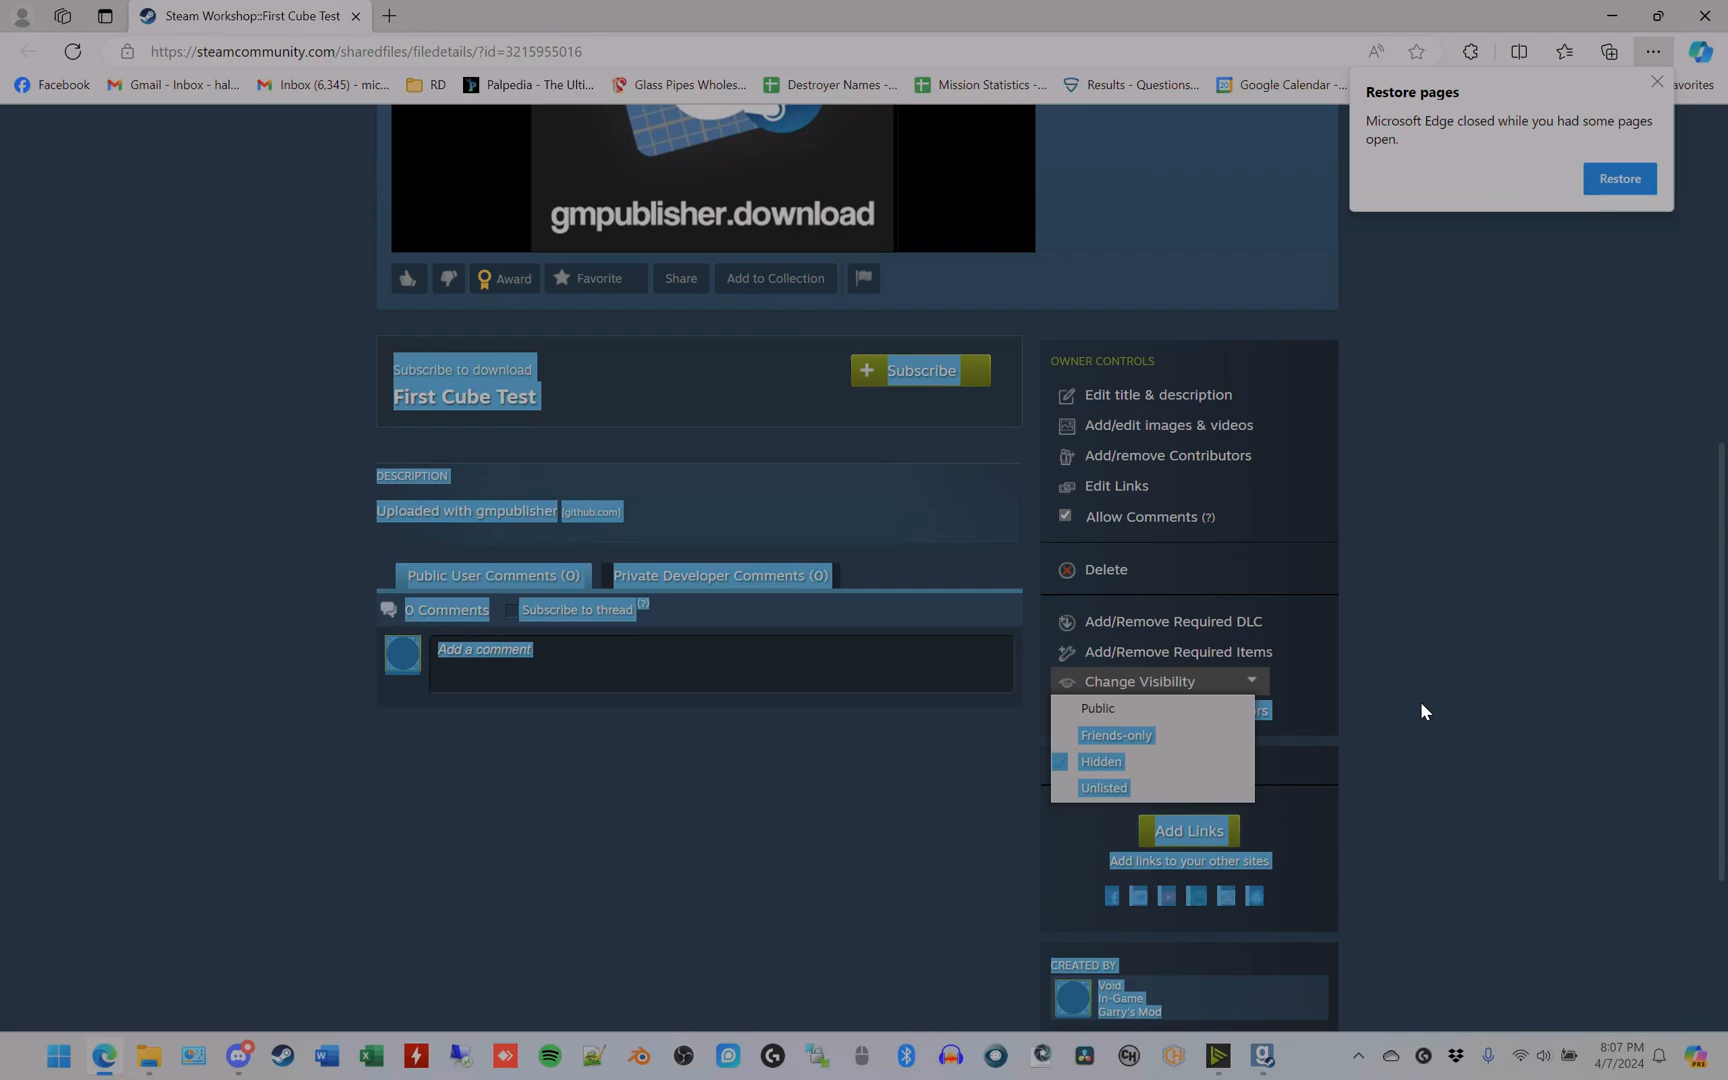 Steam Workshop::First Cube Test
https://steamcommunity.com/sharedfiles/filedetails/?id=3215955016
Facebook
Gmail - Inbox - hal...
Inbox (6,345) - mic...
RD
Palpedia - The Ulti...
Glass Pipes Wholes...
Destroyer Names -...
Mission Statistics -...
Results - Questions...
Google Calendar -...
avorites
Restore pages
Microsoft Edge closed while you had some pages
open.
Restore
gmpublisher.download
Award
Favorite
Share
Add to Collection
Subscribe to download
First Cube Test
Subscribe
DESCRIPTION
Uploaded with gmpublisher [github.com]
Public User Comments (0)
Private Developer Comments (0)
0 Comments
Subscribe to thread (?)
Add a comment
OWNER CONTROLS
Edit title & description
Add/edit images & videos
Add/remove Contributors
Edit Links
Allow Comments (?)
Delete
Add/Remove Required DLC
Add/Remove Required Items
Change Visibility
rs
Public
Friends-only
Hidden
Unlisted
Add Links
Add links to your other sites
CREATED BY
Void
In-Game
Garry's Mod
8:07 PM
4/7/2024